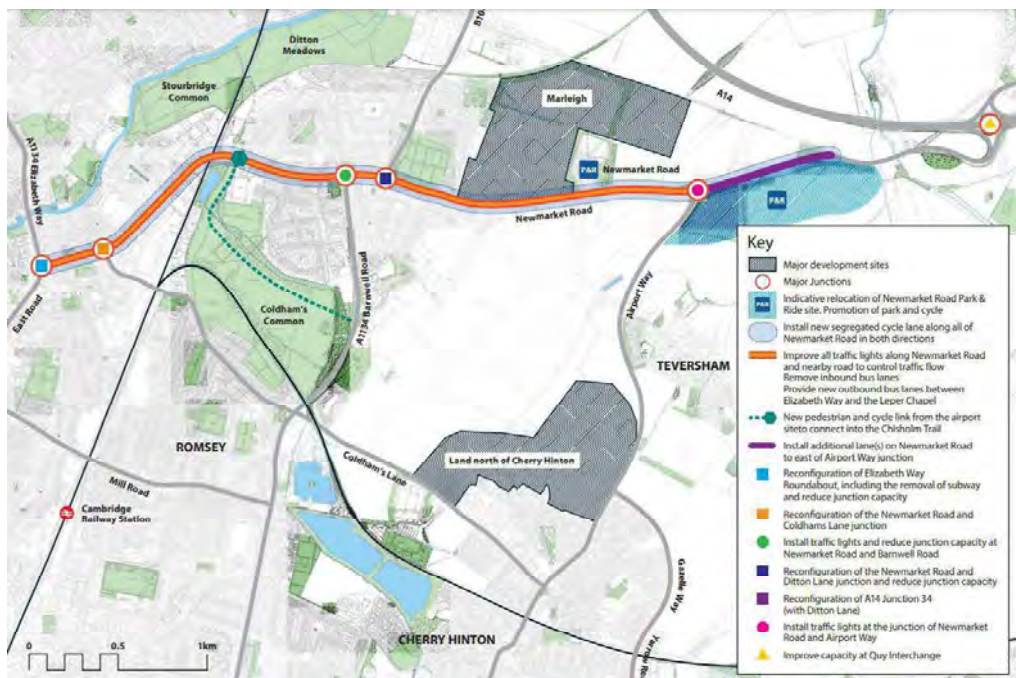 Ditton
Meadows
Stourbridge
Common
A1134 Elizabeth Way
B10
Marleigh
A14
P&R
Newmarket Road
Newmarket Road
P&R
East Road
A1134 Barnwell Road
Airport Way
Coldham's
Common
TEVERSHAM
ROMSEY
Coldham's Lane
Land north of Cherry Hinton
Mill Road
Cambridge
Railway Station
Gazelle Way
Yarrow Ro
CHERRY HINTON
0
0.5
1km
Key
Major development sites
Major Junctions
P&R
Indicative relocation of Newmarket Road Park &
Ride site. Promotion of park and cycle
Install new segregated cycle lane along all of
Newmarket Road in both directions
Improve all traffic lights along Newmarket Road
and nearby road to control traffic flow
Remove inbound bus lanes
Provide new outbound bus lanes between
Elizabeth Way and the Leper Chapel
New pedestrian and cycle link from the airport
siteto connect into the Chisholm Trail
Install additional lane(s) on Newmarket Road
to east of Airport Way junction
Reconfiguration of Elizabeth Way
Roundabout, including the removal of subway
and reduce junction capacity
Reconfiguration of the Newmarket Road and
Coldhams Lane junction
Install traffic lights and reduce junction capacity at
Newmarket Road and Barnwell Road
Reconfiguration of the Newmarket Road and
Ditton Lane junction and reduce junction capacity
Reconfiguration of A14 Junction 34
(with Ditton Lane)
Install traffic lights at the junction of Newmarket
Road and Airport Way
Improve capacity at Quy Interchange